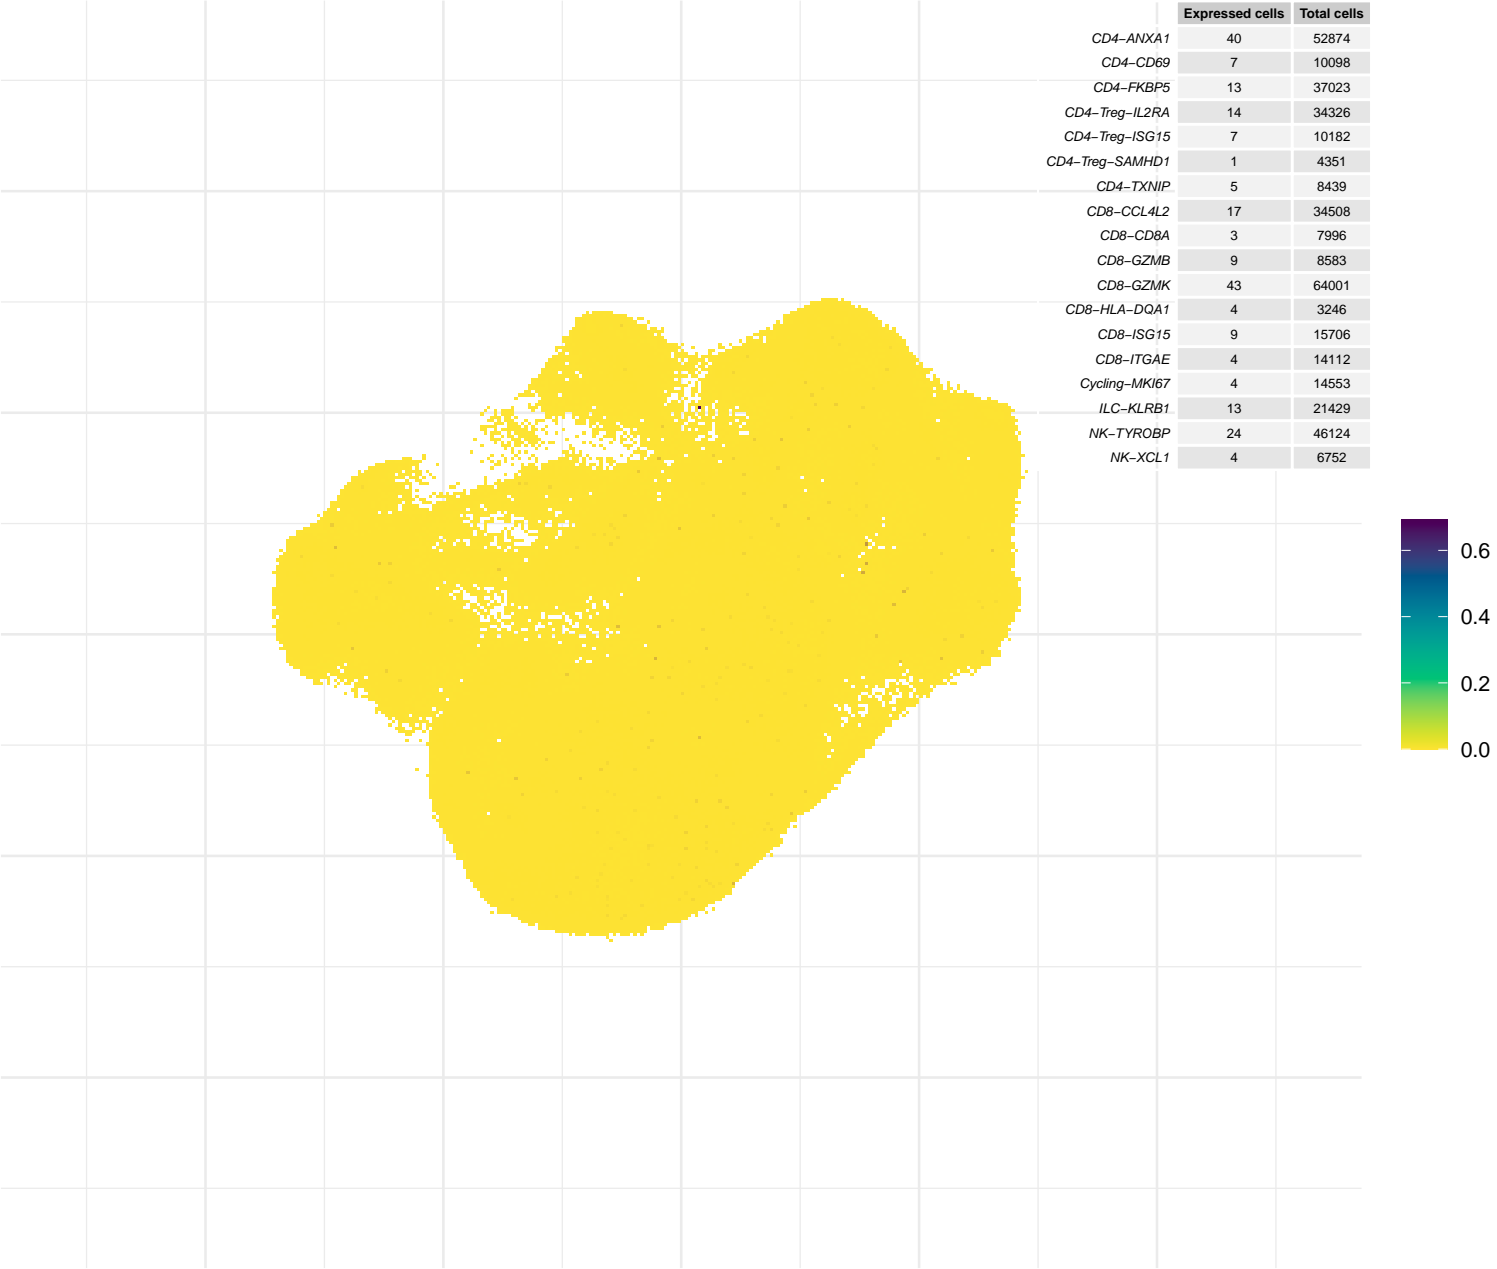 Expressed cells Total cells
CD4−ANXA1 40 52874
CD4−CD69 7 10098
CD4−FKBP5 13 37023
CD4−Treg−IL2RA 14 34326
CD4−Treg−ISG15 7 10182
CD4−Treg−SAMHD1 1 4351
CD4−TXNIP 5 8439
CD8−CCL4L2 17 34508
CD8−CD8A 3 7996
CD8−GZMB 9 8583
CD8−GZMK 43 64001
CD8−HLA−DQA1 4 3246
CD8−ISG15 9 15706
CD8−ITGAE 4 14112
Cycling−MKI67 4 14553
ILC−KLRB1 13 21429
NK−TYROBP 24 46124
NK−XCL1 4 6752
0.6
0.4
0.2
0.0